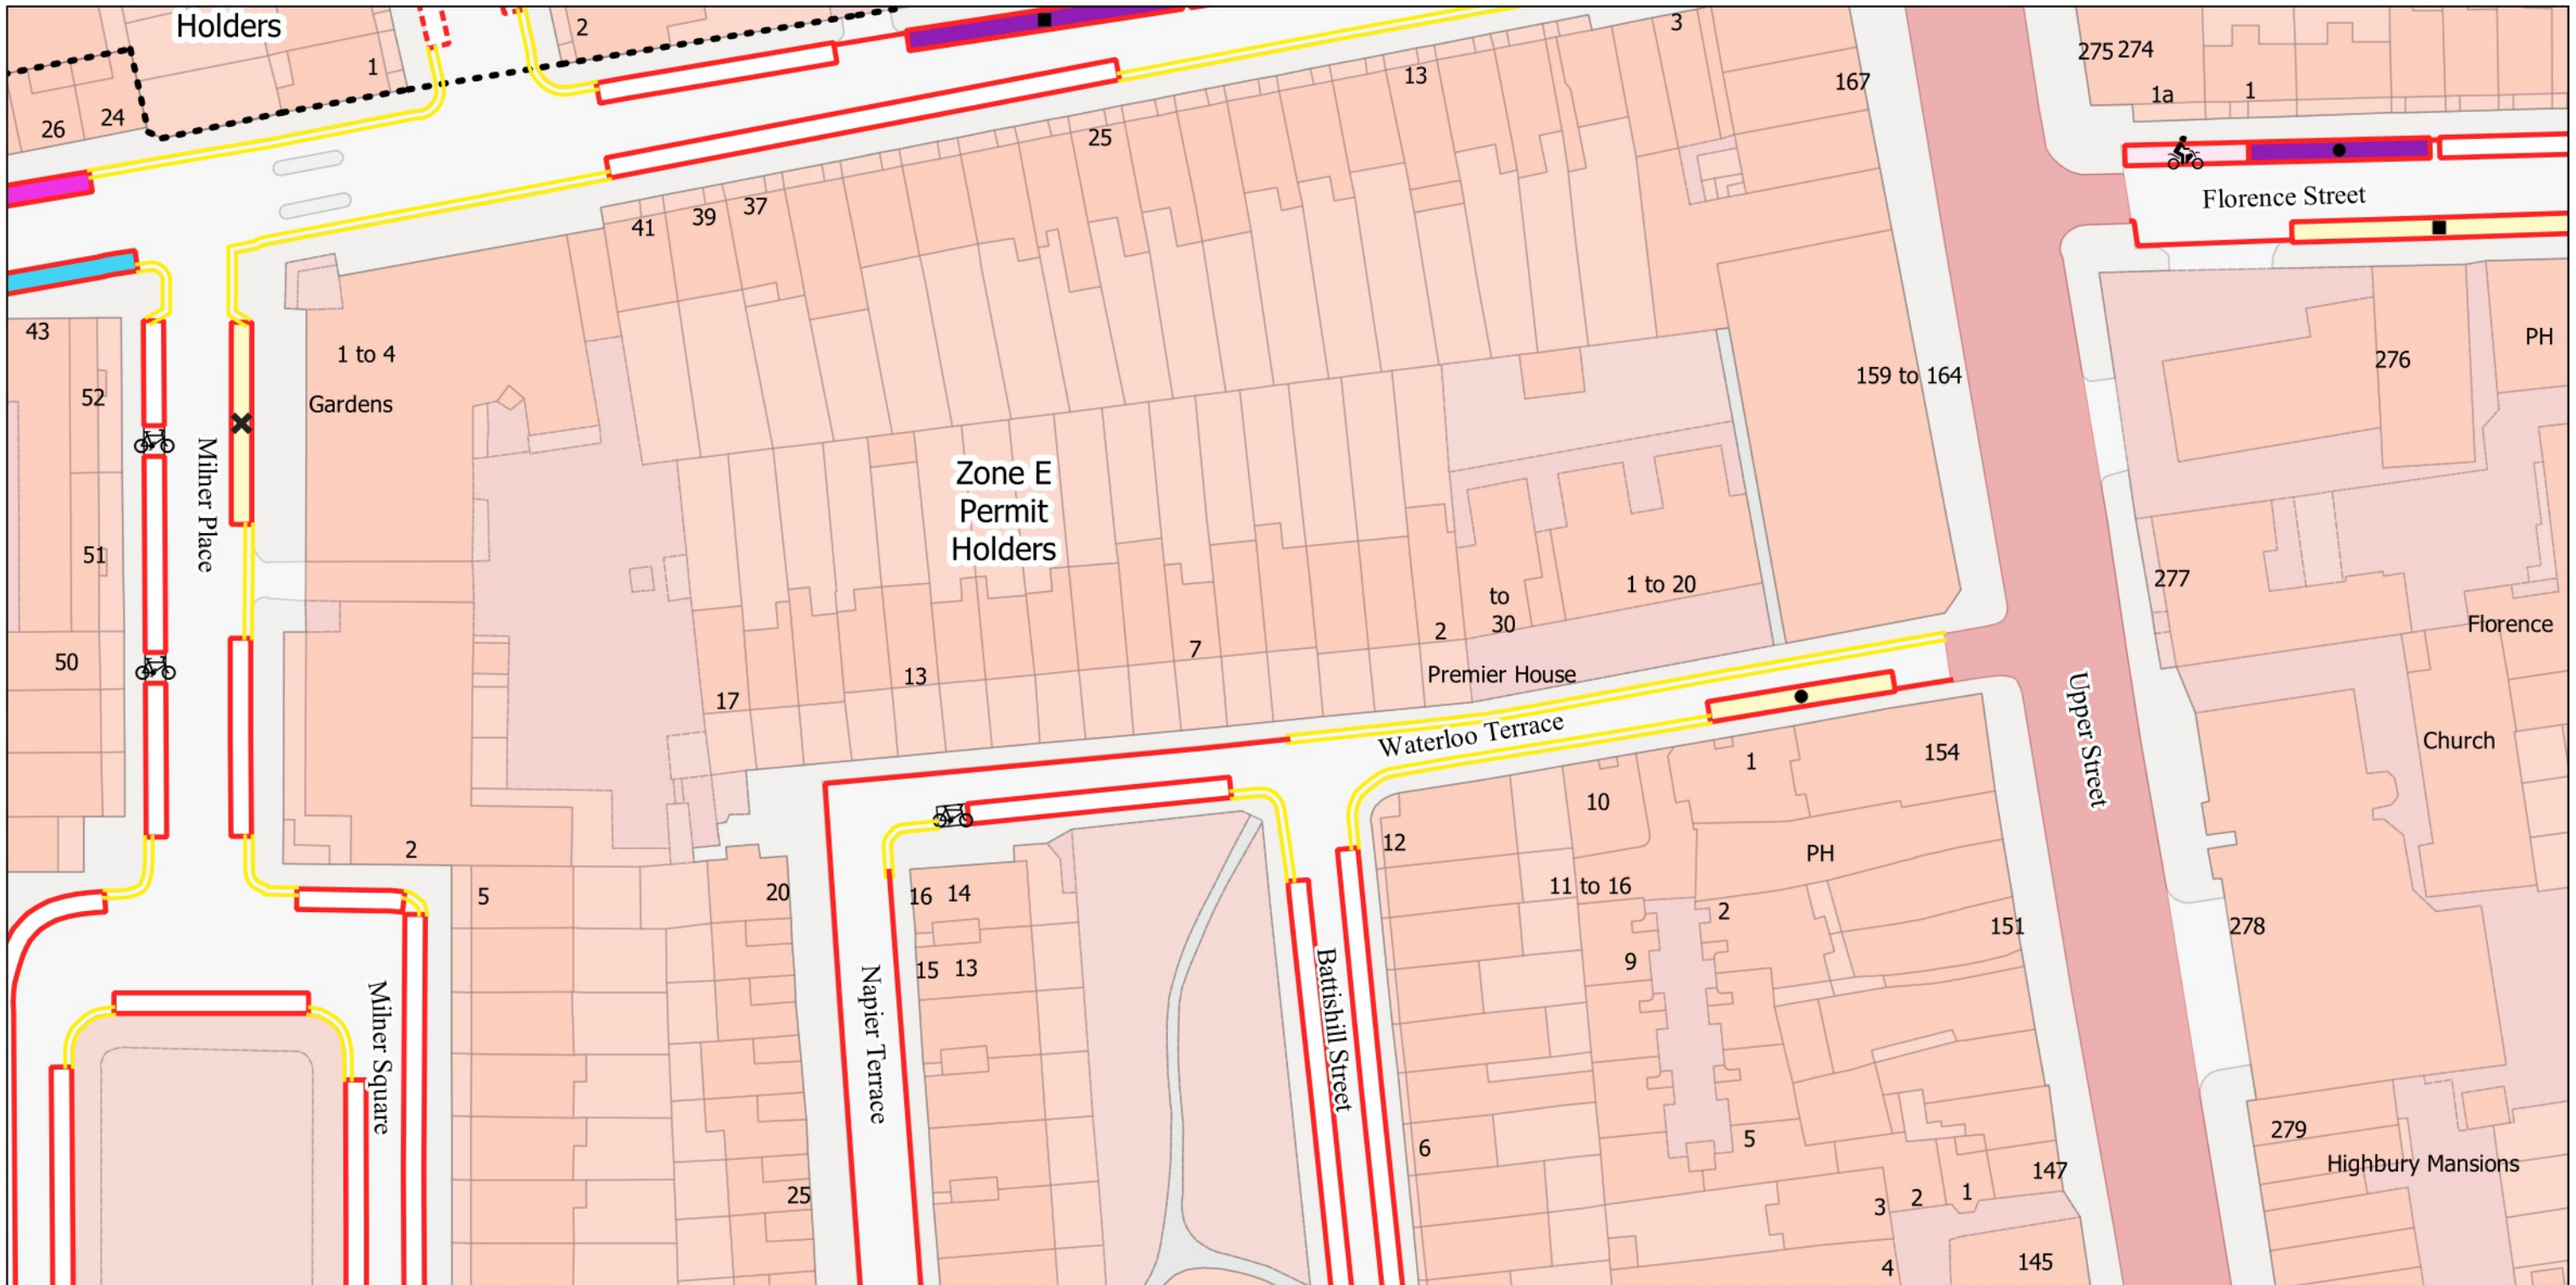 Holders
1
2
26
24
3
13
167
25
275
274
1a
1
Florence Street
41
39
37
43
1 to 4
Gardens
52
159 to 164
276
PH
Milner Place
Zone E
Permit
Holders
51
50
to
30
1 to 20
277
Florence
2
7
13
17
Premier House
Waterloo Terrace
Upper Street
Church
1
154
10
12
PH
2
5
20
16
14
11 to 16
2
151
278
15
13
9
Milner Square
Napier Terrace
Battishill Street
6
5
279
Highbury Mansions
147
25
3
2
1
4
145